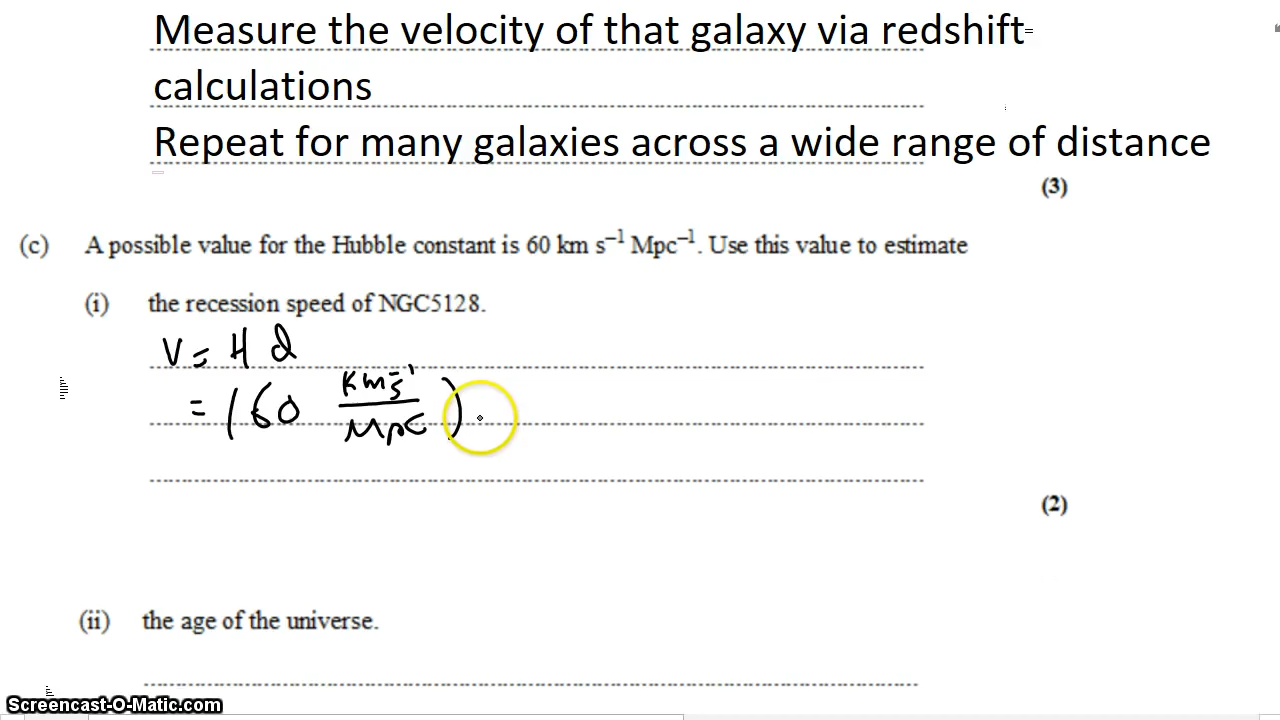 Measure the velocity of that galaxy via redshift
calculations
Repeat for many galaxies across a wide range of distance
(3)
(c) A possible value for the Hubble constant is 60 km s⁻¹ Mpc⁻¹. Use this value to estimate
(i) the recession speed of NGC5128.
V = H d
= (60 Kms⁻¹/Mpc)
(2)
(ii) the age of the universe.
Screencast-O-Matic.com